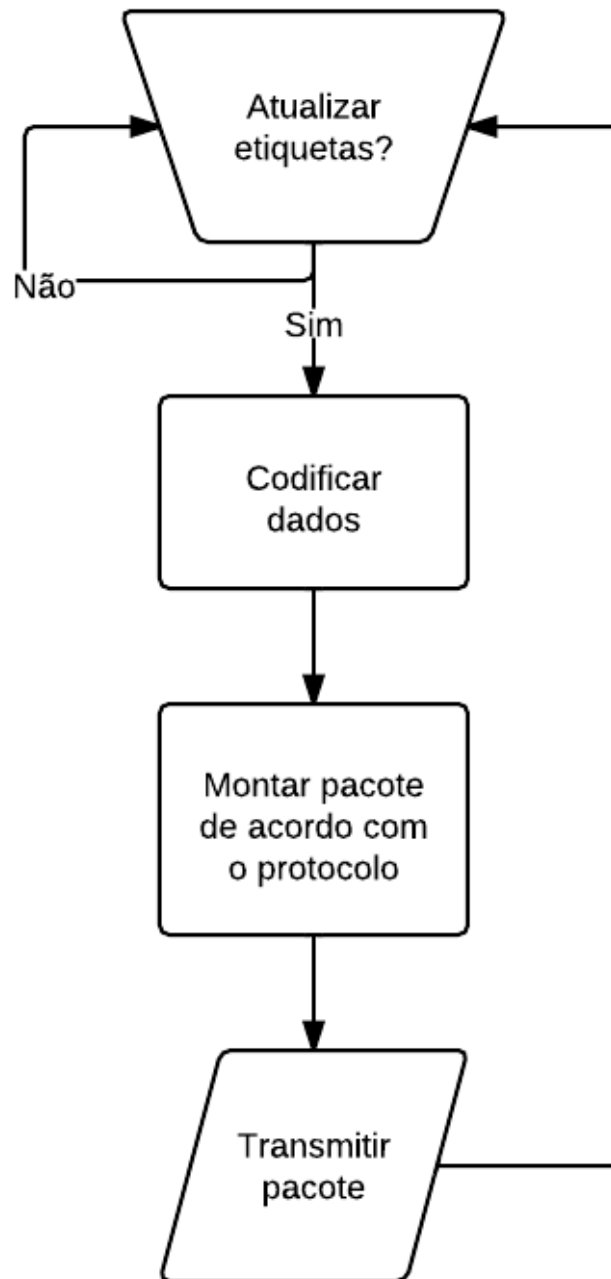 Atualizar
etiquetas?
Não
Sim
Codificar
dados
Montar pacote
de acordo com
o protocolo
Transmitir
pacote